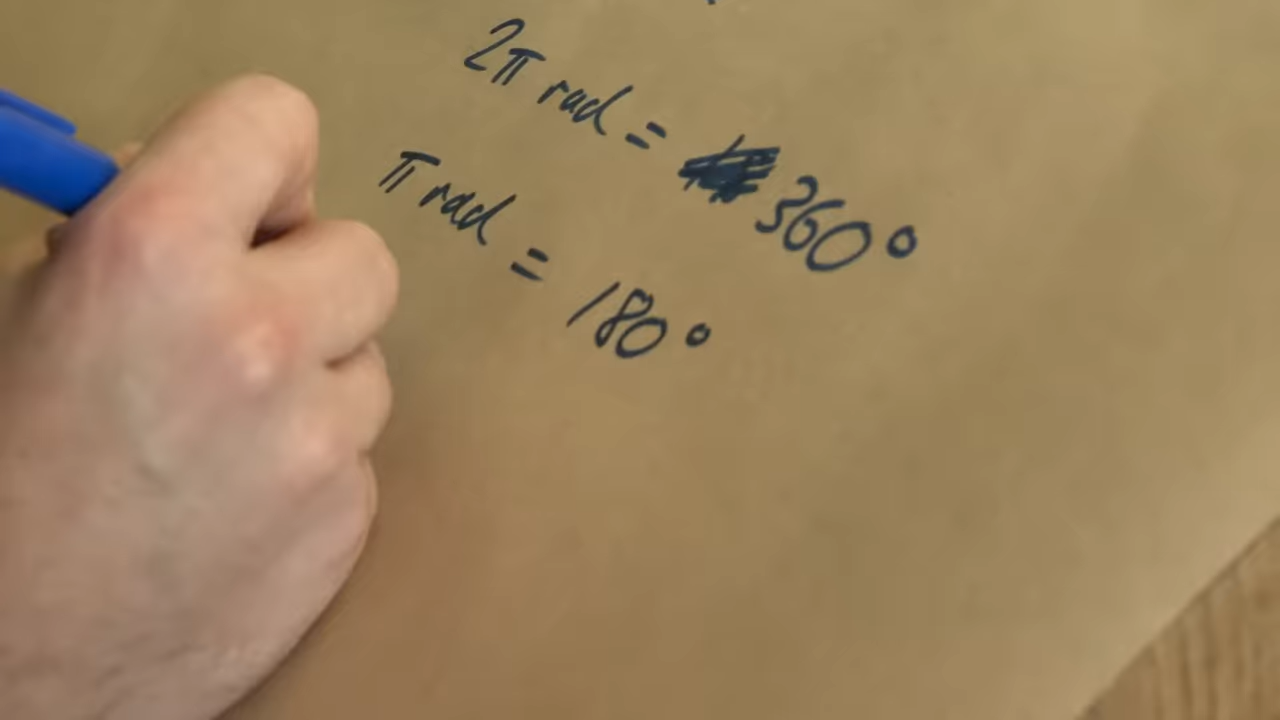 2π rad = 360°
π rad = 180°